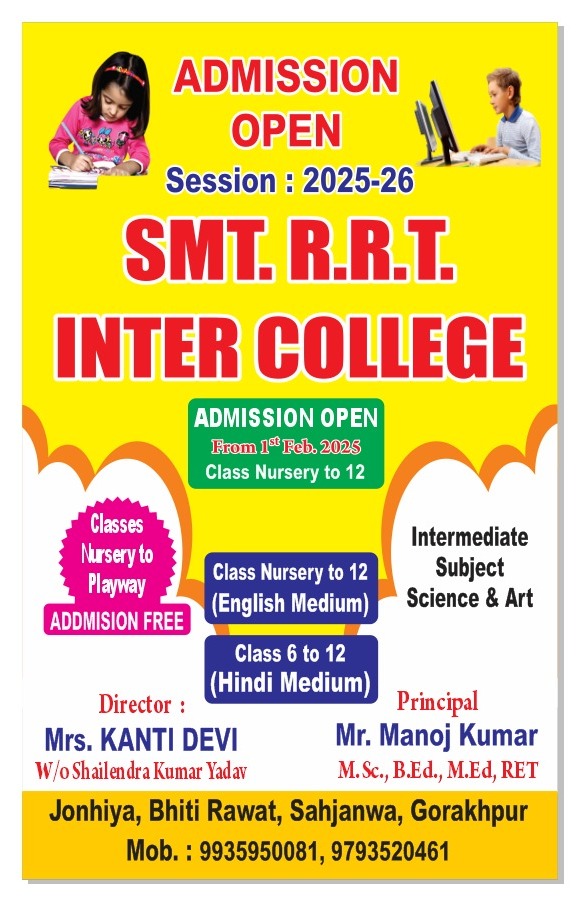 ADMISSION
OPEN
Session : 2025-26
SMT. R.R.T.
INTER COLLEGE
ADMISSION OPEN
From 1st Feb. 2025
Class Nursery to 12
Classes
Nursery to
Playway
ADDMISION FREE
Class Nursery to 12
(English Medium)
Class 6 to 12
(Hindi Medium)
Intermediate
Subject
Science & Art
Director :
Mrs. KANTI DEVI
W/o Shailendra Kumar Yadav
Principal
Mr. Manoj Kumar
M.Sc., B.Ed., M.Ed, RET
Jonhiya, Bhiti Rawat, Sahjanwa, Gorakhpur
Mob. : 9935950081, 9793520461